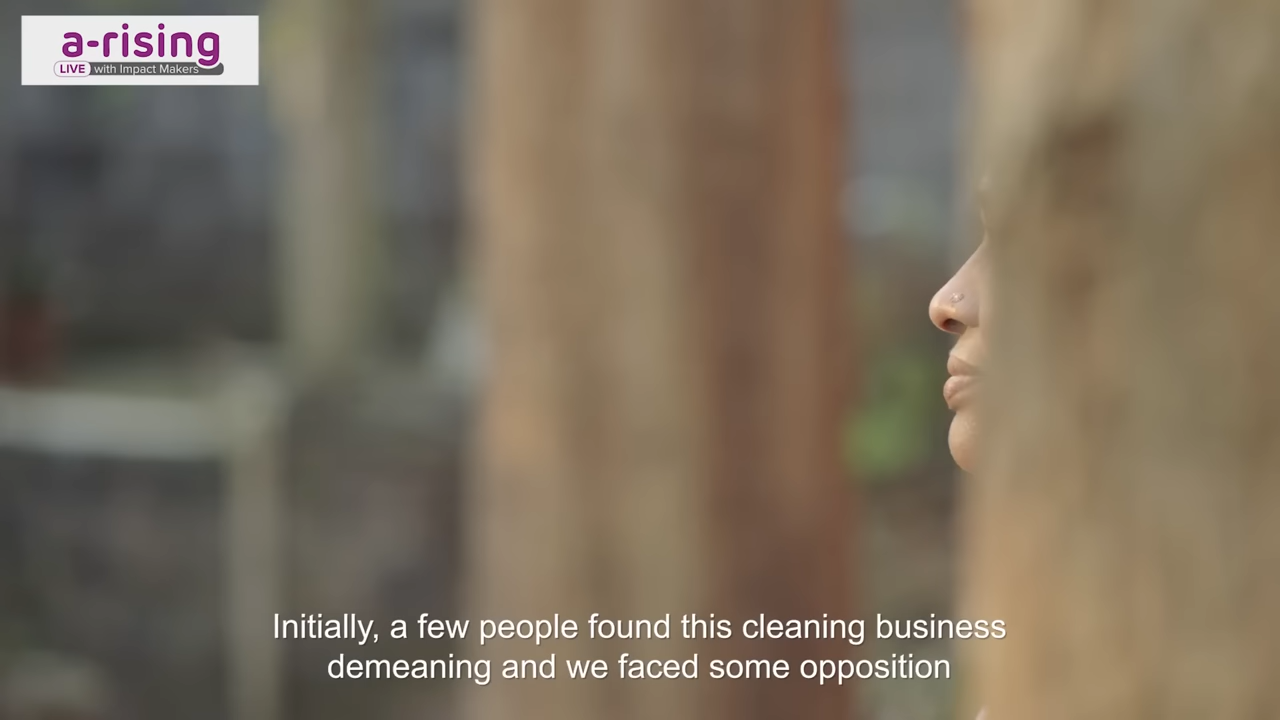 a-rising
LIVE with Impact Makers
Initially, a few people found this cleaning business
demeaning and we faced some opposition